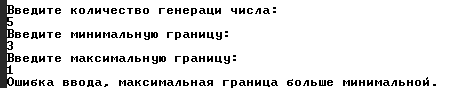 Введите количество генераци числа:
5
Введите минимальную границу:
3
Введите максимальную границу:
1
Ошибка ввода, максимальная граница больше минимальной.